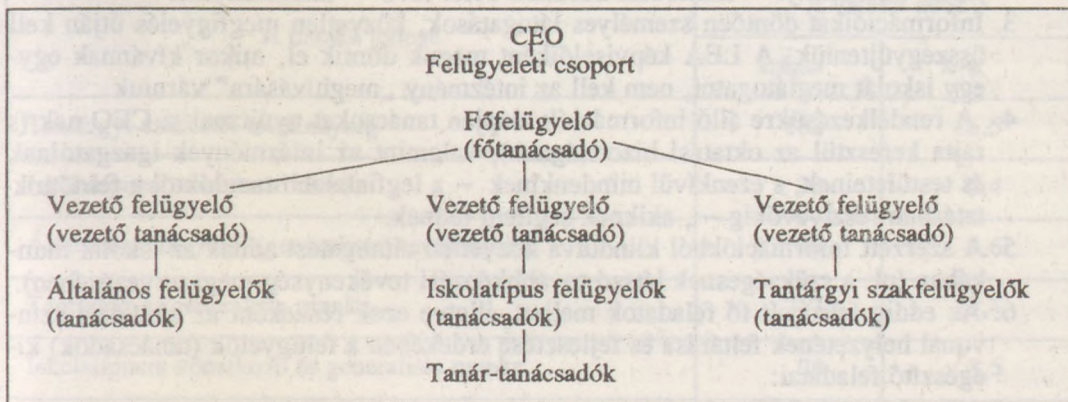 CEO
Felügyeleti csoport
Főfelügyelő
(főtanácsadó)
Vezető felügyelő Vezető felügyelő Vezető felügyelő
(vezető tanácsadó) (vezető tanácsadó) (vezető tanácsadó)
Általános felügyelők Iskolatípus felügyelők Tantárgyi szakfelügyelők
(tanácsadók) (tanácsadók) (tanácsadók)
Tanár-tanácsadók